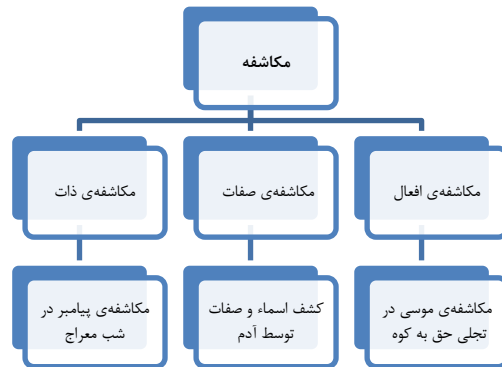 مکاشفه
مکاشفه‌ی افعال
مکاشفه‌ی صفات
مکاشفه‌ی ذات
مکاشفه‌ی موسی در
تجلی حق به کوه
کشف اسماء و صفات
توسط آدم
مکاشفه‌ی پیامبر در
شب معراج